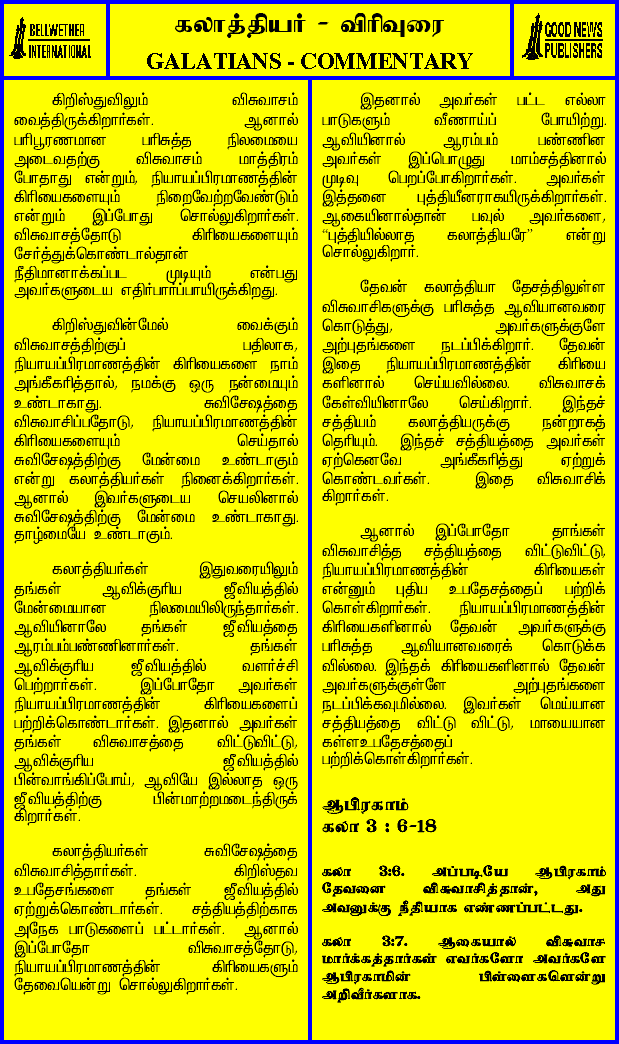 BELLWETHER
INTERNATIONAL
கலாத்தியர் - விரிவுரை
GALATIANS - COMMENTARY
GOOD NEWS
PUBLISHERS
கிறிஸ்துவிலும் விசுவாசம்
வைத்திருக்கிறார்கள். ஆனால்
பரிபூரணமான பரிசுத்த நிலமையை
அடைவதற்கு விசுவாசம் மாத்திரம்
போதாது என்றும், நியாயப்பிரமாணத்தின்
கிரியைகளையும் நிறைவேற்றவேண்டும்
என்றும் இப்போது சொல்லுகிறார்கள்.
விசுவாசத்தோடு கிரியைகளையும்
சேர்த்துக்கொண்டால்தான்
நீதிமானாக்கப்பட முடியும் என்பது
அவர்களுடைய எதிர்பார்ப்பாயிருக்கிறது.
கிறிஸ்துவின்மேல் வைக்கும்
விசுவாசத்திற்குப் பதிலாக,
நியாயப்பிரமாணத்தின் கிரியைகளை நாம்
அங்கீகரித்தால், நமக்கு ஒரு நன்மையும்
உண்டாகாது. சுவிசேஷத்தை
விசுவாசிப்பதோடு, நியாயப்பிரமாணத்தின்
கிரியைகளையும் செய்தால்
சுவிசேஷத்திற்கு மேன்மை உண்டாகும்
என்று கலாத்தியர்கள் நினைக்கிறார்கள்.
ஆனால் இவர்களுடைய செயலினால்
சுவிசேஷத்திற்கு மேன்மை உண்டாகாது.
தாழ்மையே உண்டாகும்.
கலாத்தியர்கள் இதுவரையிலும்
தங்கள் ஆவிக்குரிய ஜீவியத்தில்
மேன்மையான நிலமையிலிருந்தார்கள்.
ஆவியினாலே தங்கள் ஜீவியத்தை
ஆரம்பம்பண்ணினார்கள். தங்கள்
ஆவிக்குரிய ஜீவியத்தில் வளர்ச்சி
பெற்றார்கள். இப்போதோ அவர்கள்
நியாயப்பிரமாணத்தின் கிரியைகளைப்
பற்றிக்கொண்டார்கள். இதனால் அவர்கள்
தங்கள் விசுவாசத்தை விட்டுவிட்டு,
ஆவிக்குரிய ஜீவியத்தில்
பின்வாங்கிப்போய், ஆவியே இல்லாத ஒரு
ஜீவியத்திற்கு பின்மாற்றமடைந்திருக்
கிறார்கள்.
கலாத்தியர்கள் சுவிசேஷத்தை
விசுவாசித்தார்கள். கிறிஸ்தவ
உபதேசங்களை தங்கள் ஜீவியத்தில்
ஏற்றுக்கொண்டார்கள். சத்தியத்திற்காக
அநேக பாடுகளைப் பட்டார்கள். ஆனால்
இப்போதோ விசுவாசத்தோடு,
நியாயப்பிரமாணத்தின் கிரியைகளும்
தேவையென்று சொல்லுகிறார்கள்.
இதனால் அவர்கள் பட்ட எல்லா
பாடுகளும் வீணாய்ப் போயிற்று.
ஆவியினால் ஆரம்பம் பண்ணின
அவர்கள் இப்பொழுது மாம்சத்தினால்
முடிவு பெறப்போகிறார்கள். அவர்கள்
இத்தனை புத்தியீனராகயிருக்கிறார்கள்.
ஆகையினால்தான் பவுல் அவர்களை,
“புத்தியில்லாத கலாத்தியரே” என்று
சொல்லுகிறார்.
தேவன் கலாத்தியா தேசத்திலுள்ள
விசுவாசிகளுக்கு பரிசுத்த ஆவியானவரை
கொடுத்து, அவர்களுக்குளே
அற்புதங்களை நடப்பிக்கிறார். தேவன்
இதை நியாயப்பிரமாணத்தின் கிரியை
களினால் செய்யவில்லை. விசுவாசக்
கேள்வியினாலே செய்கிறார். இந்தச்
சத்தியம் கலாத்தியருக்கு நன்றாகத்
தெரியும். இந்தச் சத்தியத்தை அவர்கள்
ஏற்கெனவே அங்கீகரித்து ஏற்றுக்
கொண்டவர்கள். இதை விசுவாசிக்
கிறார்கள்.
ஆனால் இப்போதோ தாங்கள்
விசுவாசித்த சத்தியத்தை விட்டுவிட்டு,
நியாயப்பிரமாணத்தின் கிரியைகள்
என்னும் புதிய உபதேசத்தைப் பற்றிக்
கொள்கிறார்கள். நியாயப்பிரமாணத்தின்
கிரியைகளினால் தேவன் அவர்களுக்கு
பரிசுத்த ஆவியானவரைக் கொடுக்க
வில்லை. இந்தக் கிரியைகளினால் தேவன்
அவர்களுக்குள்ளே அற்புதங்களை
நடப்பிக்கவுமில்லை. இவர்கள் மெய்யான
சத்தியத்தை விட்டு விட்டு, மாயையான
கள்ளஉபதேசத்தைப்
பற்றிக்கொள்கிறார்கள்.
ஆபிரகாம்
கலா 3 : 6-18
கலா 3:6. அப்படியே ஆபிரகாம்
தேவனை விசுவாசித்தான், அது
அவனுக்கு நீதியாக எண்ணப்பட்டது.
கலா 3:7. ஆகையால் விசுவாச
மார்க்கத்தார்கள் எவர்களோ அவர்களே
ஆபிரகாமின் பிள்ளைகளென்று
அறிவீர்களாக.